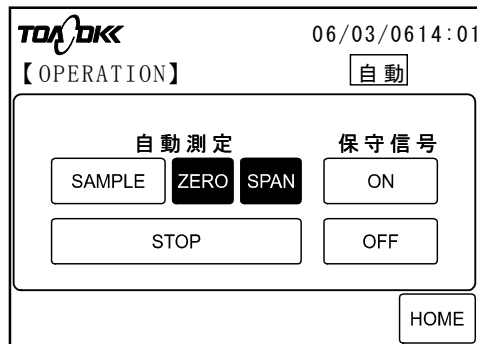 TOA DKK 06/03/0614:01
【OPERATION】 自動
自動測定 保守信号
SAMPLE ZERO SPAN ON
STOP OFF
HOME